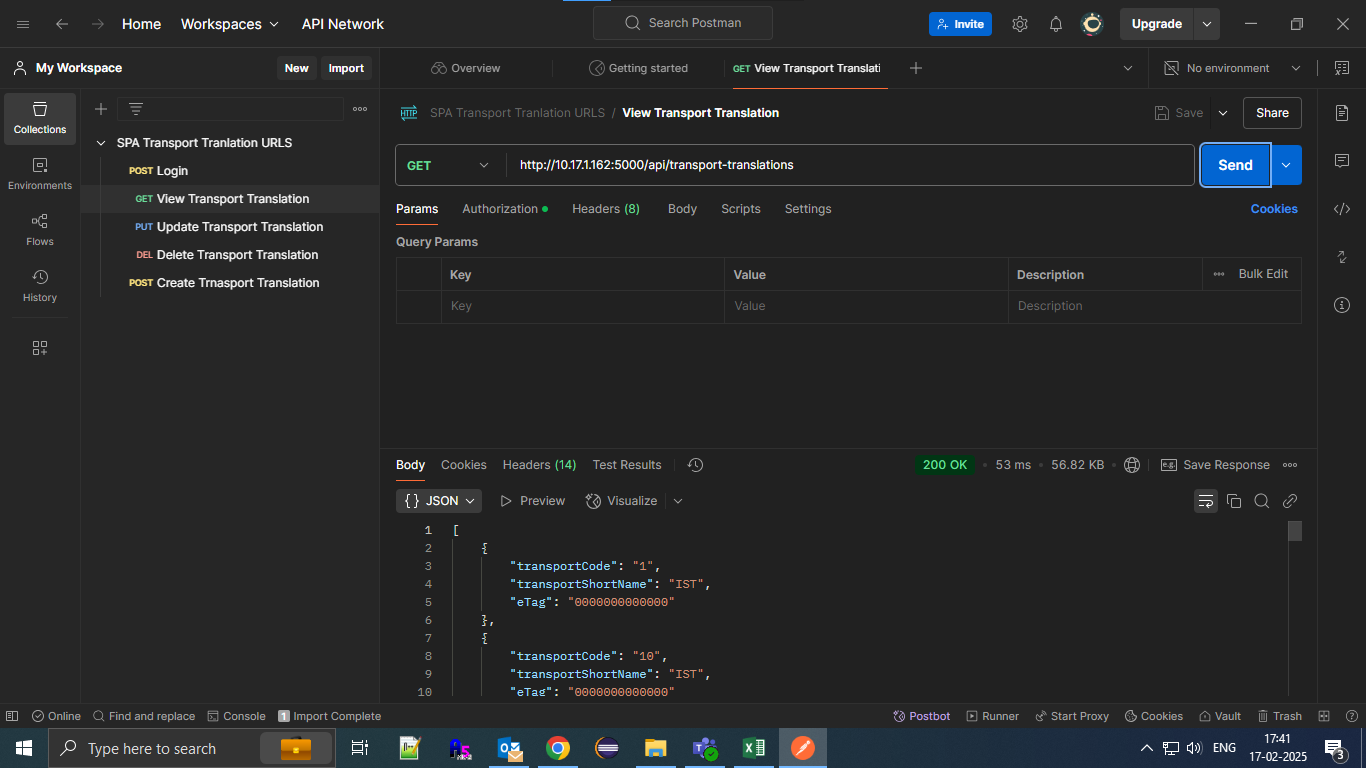 Home Workspaces API Network Search Postman Invite Upgrade
My Workspace New Import Overview Getting started GET View Transport Translati No environment
Collections
Environments
Flows
History
SPA Transport Tranlation URLS
POST Login
GET View Transport Translation
PUT Update Transport Translation
DEL Delete Transport Translation
POST Create Trnasport Translation
HTTP SPA Transport Tranlation URLS / View Transport Translation Save Share
GET http://10.17.1.162:5000/api/transport-translations Send
Params Authorization Headers (8) Body Scripts Settings Cookies
Query Params
Key Value Description Bulk Edit
Key Value Description
Body Cookies Headers (14) Test Results 200 OK 53 ms 56.82 KB e.g. Save Response
{} JSON Preview Visualize
1 [
2 {
3 "transportCode": "1",
4 "transportShortName": "IST",
5 "eTag": "0000000000000"
6 },
7 {
8 "transportCode": "10",
9 "transportShortName": "IST",
10 "eTag": "0000000000000"
Online Find and replace Console 1 Import Complete Postbot Runner Start Proxy Cookies Vault Trash
Type here to search ENG 17:41
17-02-2025 3